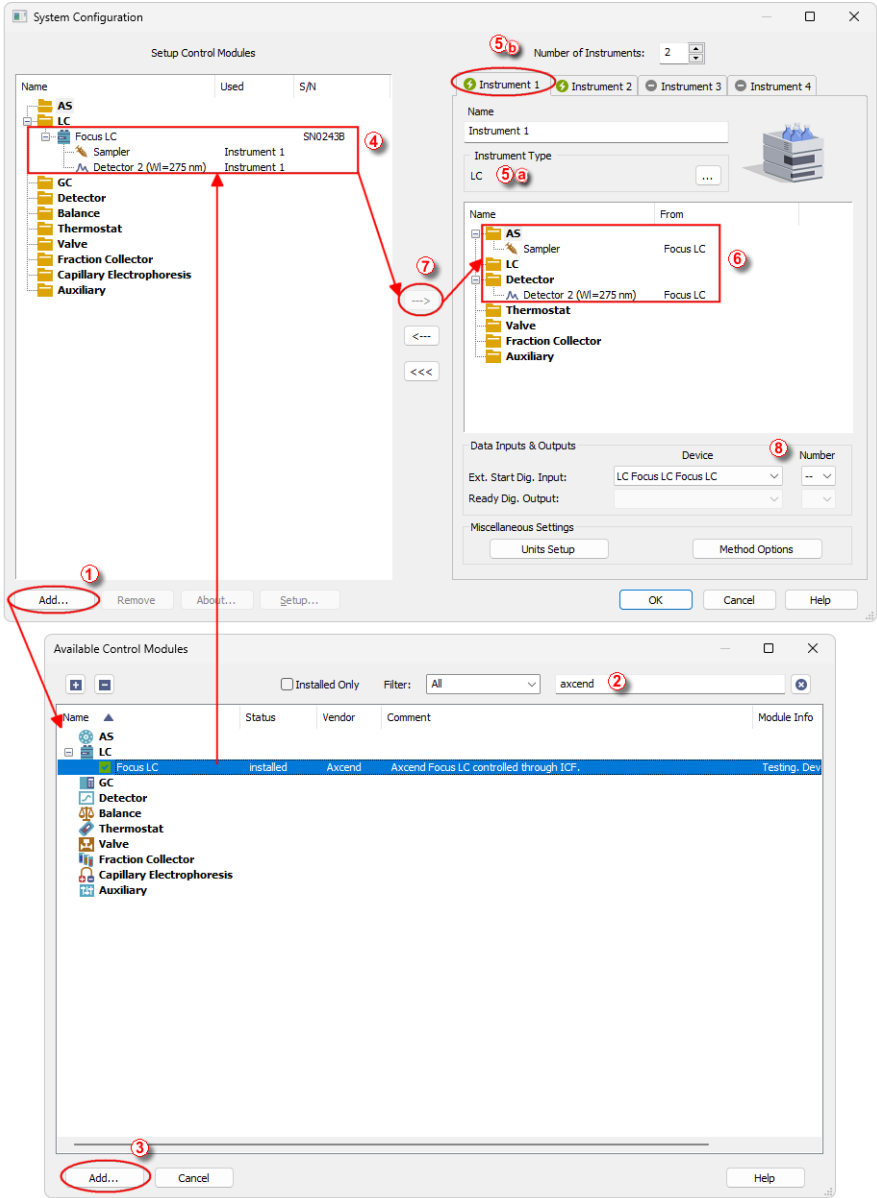 System Configuration
Setup Control Modules
5 b Number of Instruments: 2
Name Used S/N
AS
LC
Focus LC SN0243B
Sampler Instrument 1
Detector 2 (Wl=275 nm) Instrument 1
4
GC
Detector
Balance
Thermostat
Valve
Fraction Collector
Capillary Electrophoresis
Auxiliary
7
--->
<---
<<<
Instrument 1 Instrument 2 Instrument 3 Instrument 4
Name
Instrument 1
Instrument Type
LC 5 a ...
Name From
AS
Sampler Focus LC
LC
Detector
Detector 2 (Wl=275 nm) Focus LC
6
Thermostat
Valve
Fraction Collector
Auxiliary
Data Inputs & Outputs
Device 8 Number
Ext. Start Dig. Input: LC Focus LC Focus LC --
Ready Dig. Output:
Miscellaneous Settings
Units Setup Method Options
1
Add... Remove About... Setup... OK Cancel Help
Available Control Modules
Installed Only Filter: All axcend 2
Name Status Vendor Comment Module Info
AS
LC
Focus LC installed Axcend Axcend Focus LC controlled through ICF. Testing. Dev
GC
Detector
Balance
Thermostat
Valve
Fraction Collector
Capillary Electrophoresis
Auxiliary
3
Add... Cancel Help